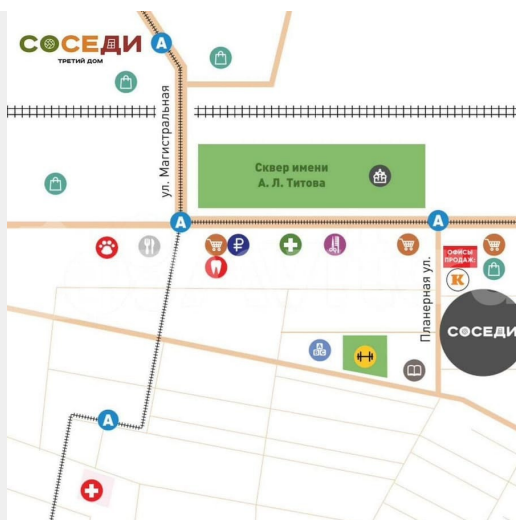 СОСЕДИ
ТРЕТИЙ ДОМ
А
ул. Магистральная
Сквер имени
А. Л. Титова
А
А
₽
ОФИСЫ
ПРОДАЖ:
К
Планерная ул.
СОСЕДИ
А